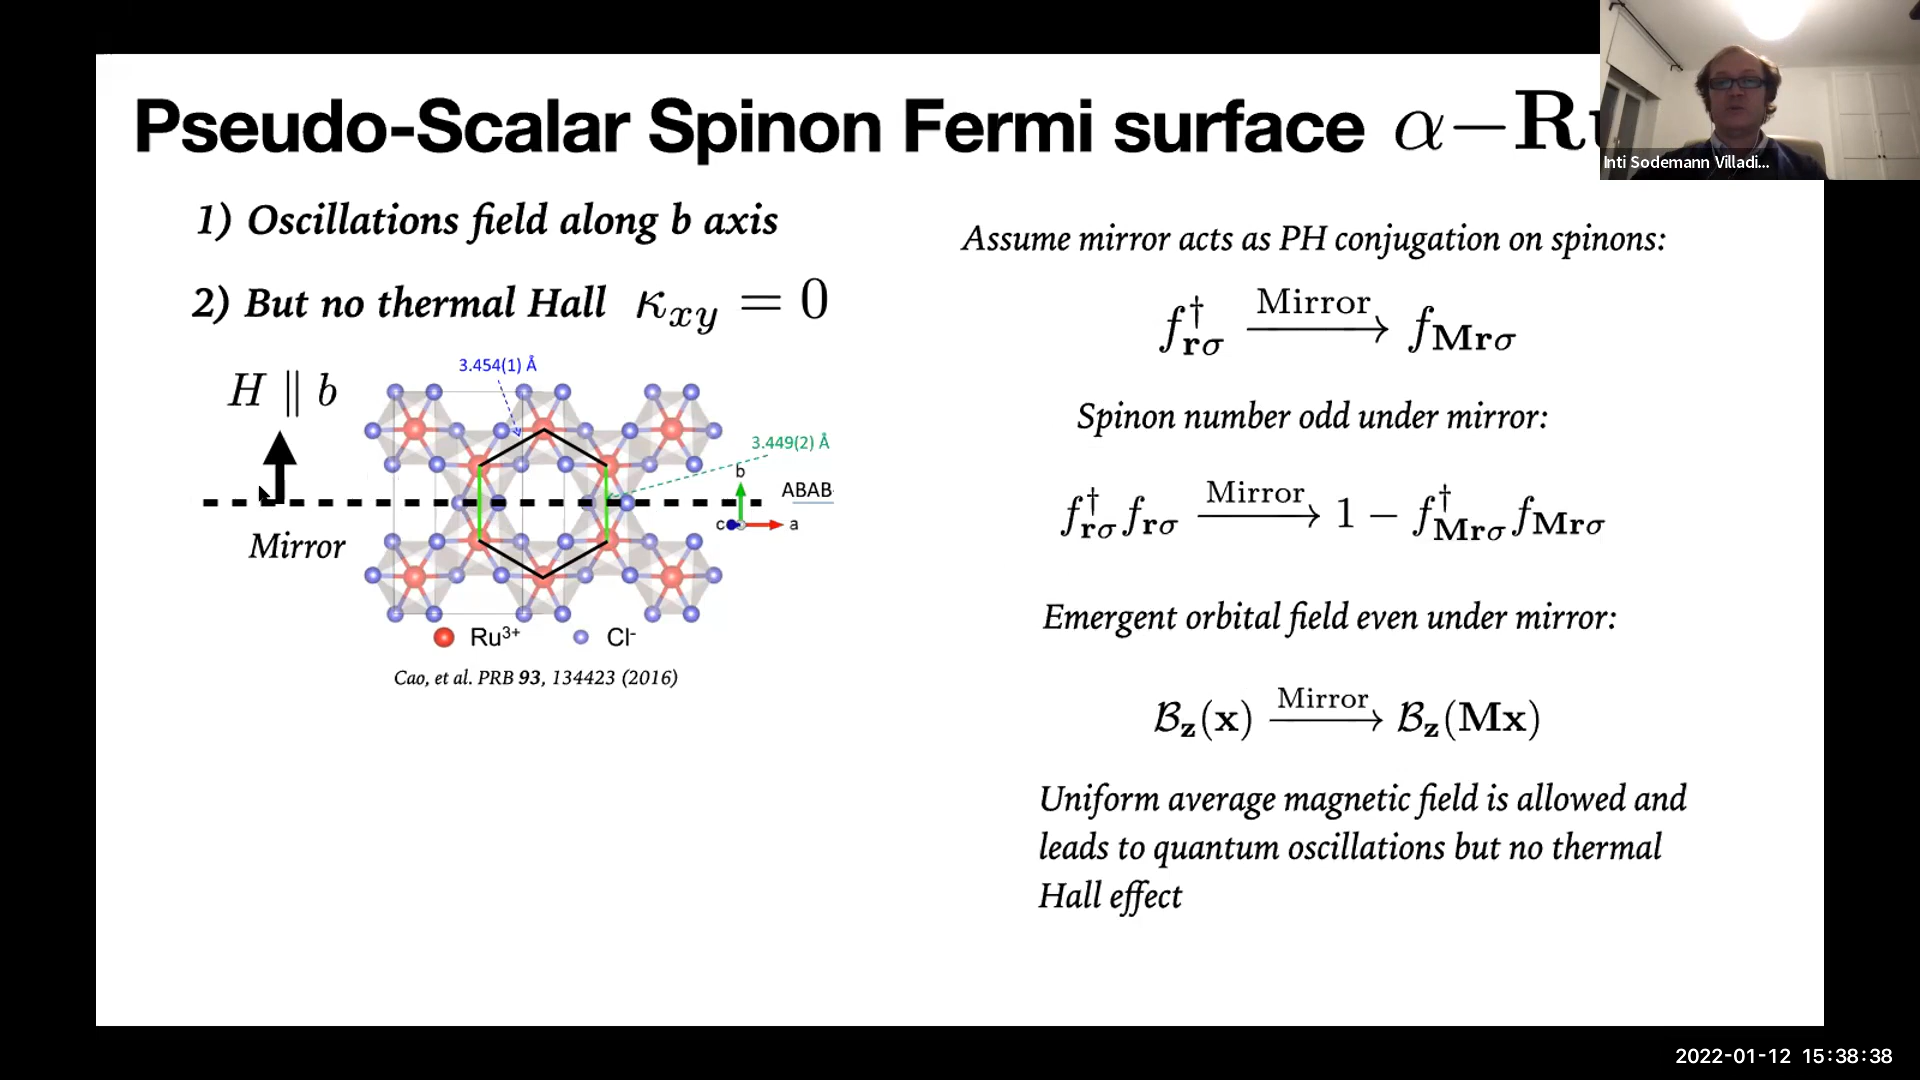 Pseudo-Scalar Spinon Fermi surface α−Ru
Inti Sodemann Villadi...
1) Oscillations field along b axis
2) But no thermal Hall κ_xy = 0
H ∥ b
Mirror
3.454(1) Å
3.449(2) Å
b
c
a
ABAB
Ru³⁺
Cl⁻
Cao, et al. PRB 93, 134423 (2016)
Assume mirror acts as PH conjugation on spinons:
f†_rσ —Mirror→ f_Mrσ
Spinon number odd under mirror:
f†_rσ f_rσ —Mirror→ 1 − f†_Mrσ f_Mrσ
Emergent orbital field even under mirror:
ℬ_z(x) —Mirror→ ℬ_z(Mx)
Uniform average magnetic field is allowed and
leads to quantum oscillations but no thermal
Hall effect
2022-01-12 15:38:38